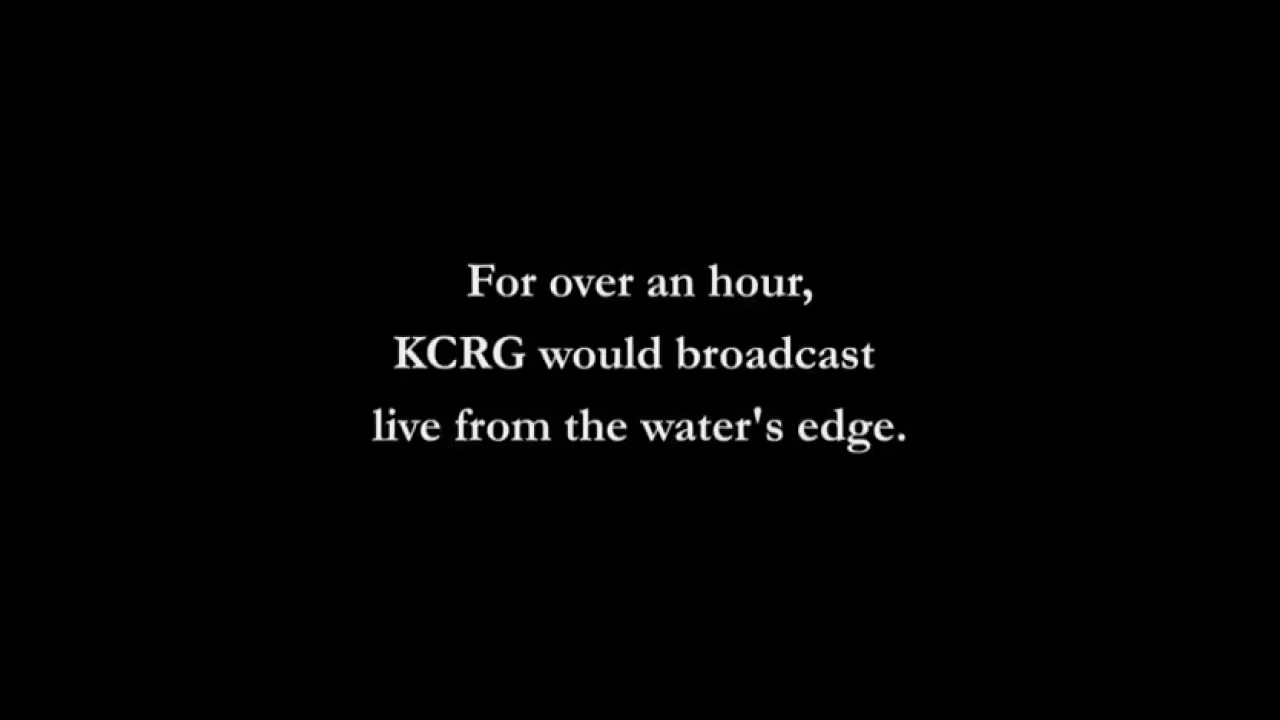 For over an hour,
KCRG would broadcast
live from the water's edge.